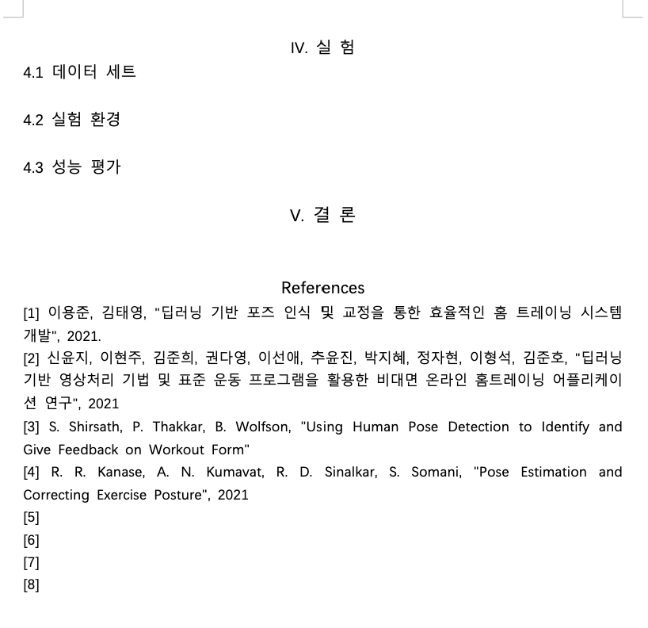 IV. 실 험
4.1 데이터 세트
4.2 실험 환경
4.3 성능 평가
V. 결 론
References
[1] 이용준, 김태영, "딥러닝 기반 포즈 인식 및 교정을 통한 효율적인 홈 트레이닝 시스템
개발", 2021.
[2] 신윤지, 이현주, 김준희, 권다영, 이선애, 추윤진, 박지혜, 정자현, 이형석, 김준호, "딥러닝
기반 영상처리 기법 및 표준 운동 프로그램을 활용한 비대면 온라인 홈트레이닝 어플리케이
션 연구", 2021
[3] S. Shirsath, P. Thakkar, B. Wolfson, "Using Human Pose Detection to Identify and
Give Feedback on Workout Form"
[4] R. R. Kanase, A. N. Kumavat, R. D. Sinalkar, S. Somani, "Pose Estimation and
Correcting Exercise Posture", 2021
[5]
[6]
[7]
[8]